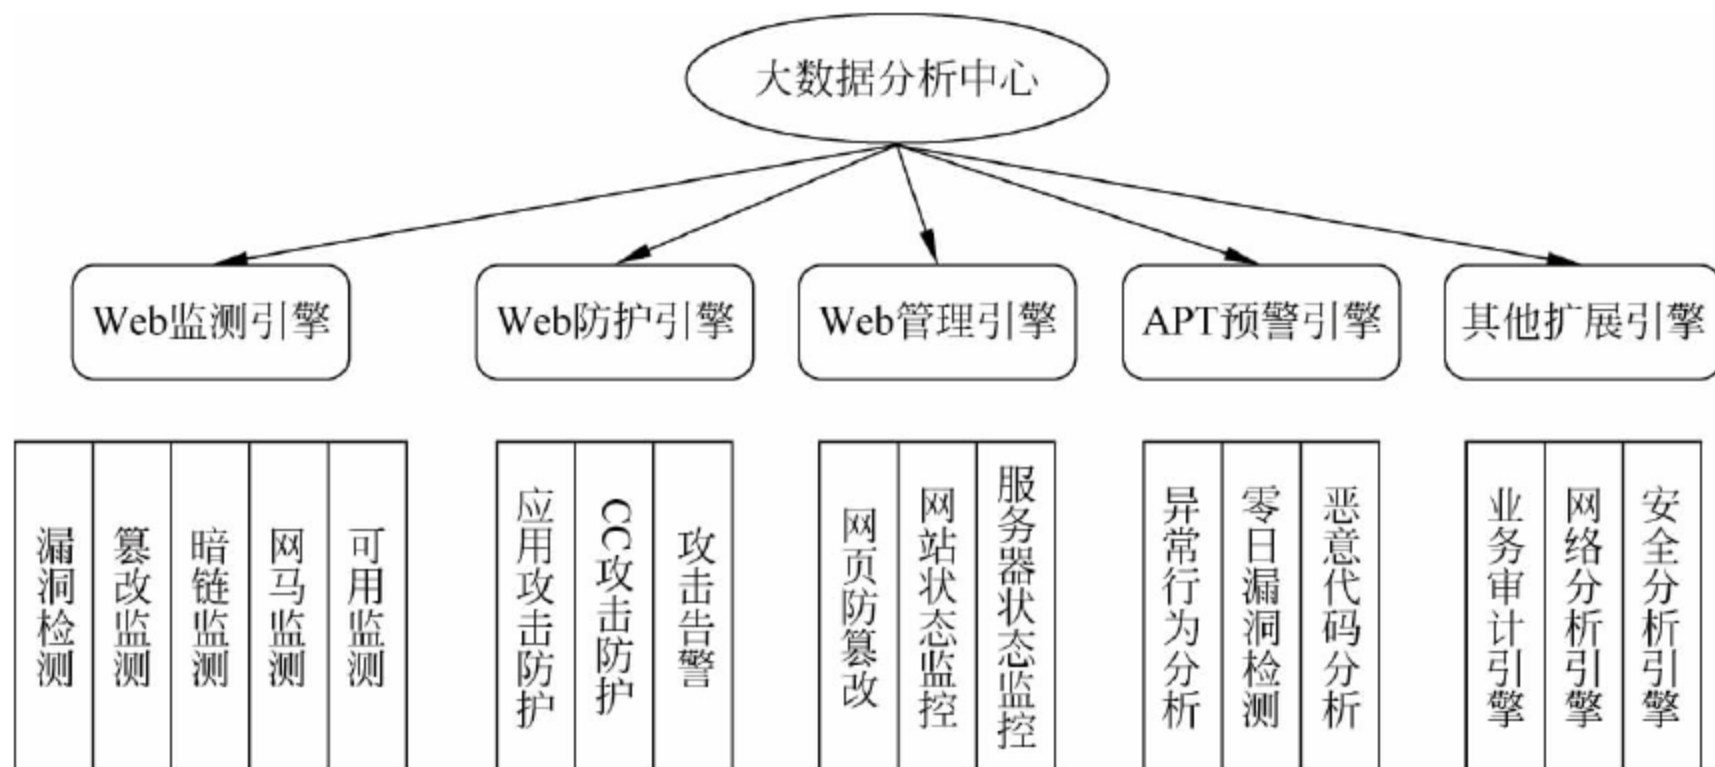 大数据分析中心
Web监测引擎
Web防护引擎
Web管理引擎
APT预警引擎
其他扩展引擎
漏洞检测
篡改监测
暗链监测
网马监测
可用监测
应用攻击防护
CC攻击防护
攻击告警
网页防篡改
网站状态监控
服务器状态监控
异常行为分析
零日漏洞检测
恶意代码分析
业务审计引擎
网络分析引擎
安全分析引擎